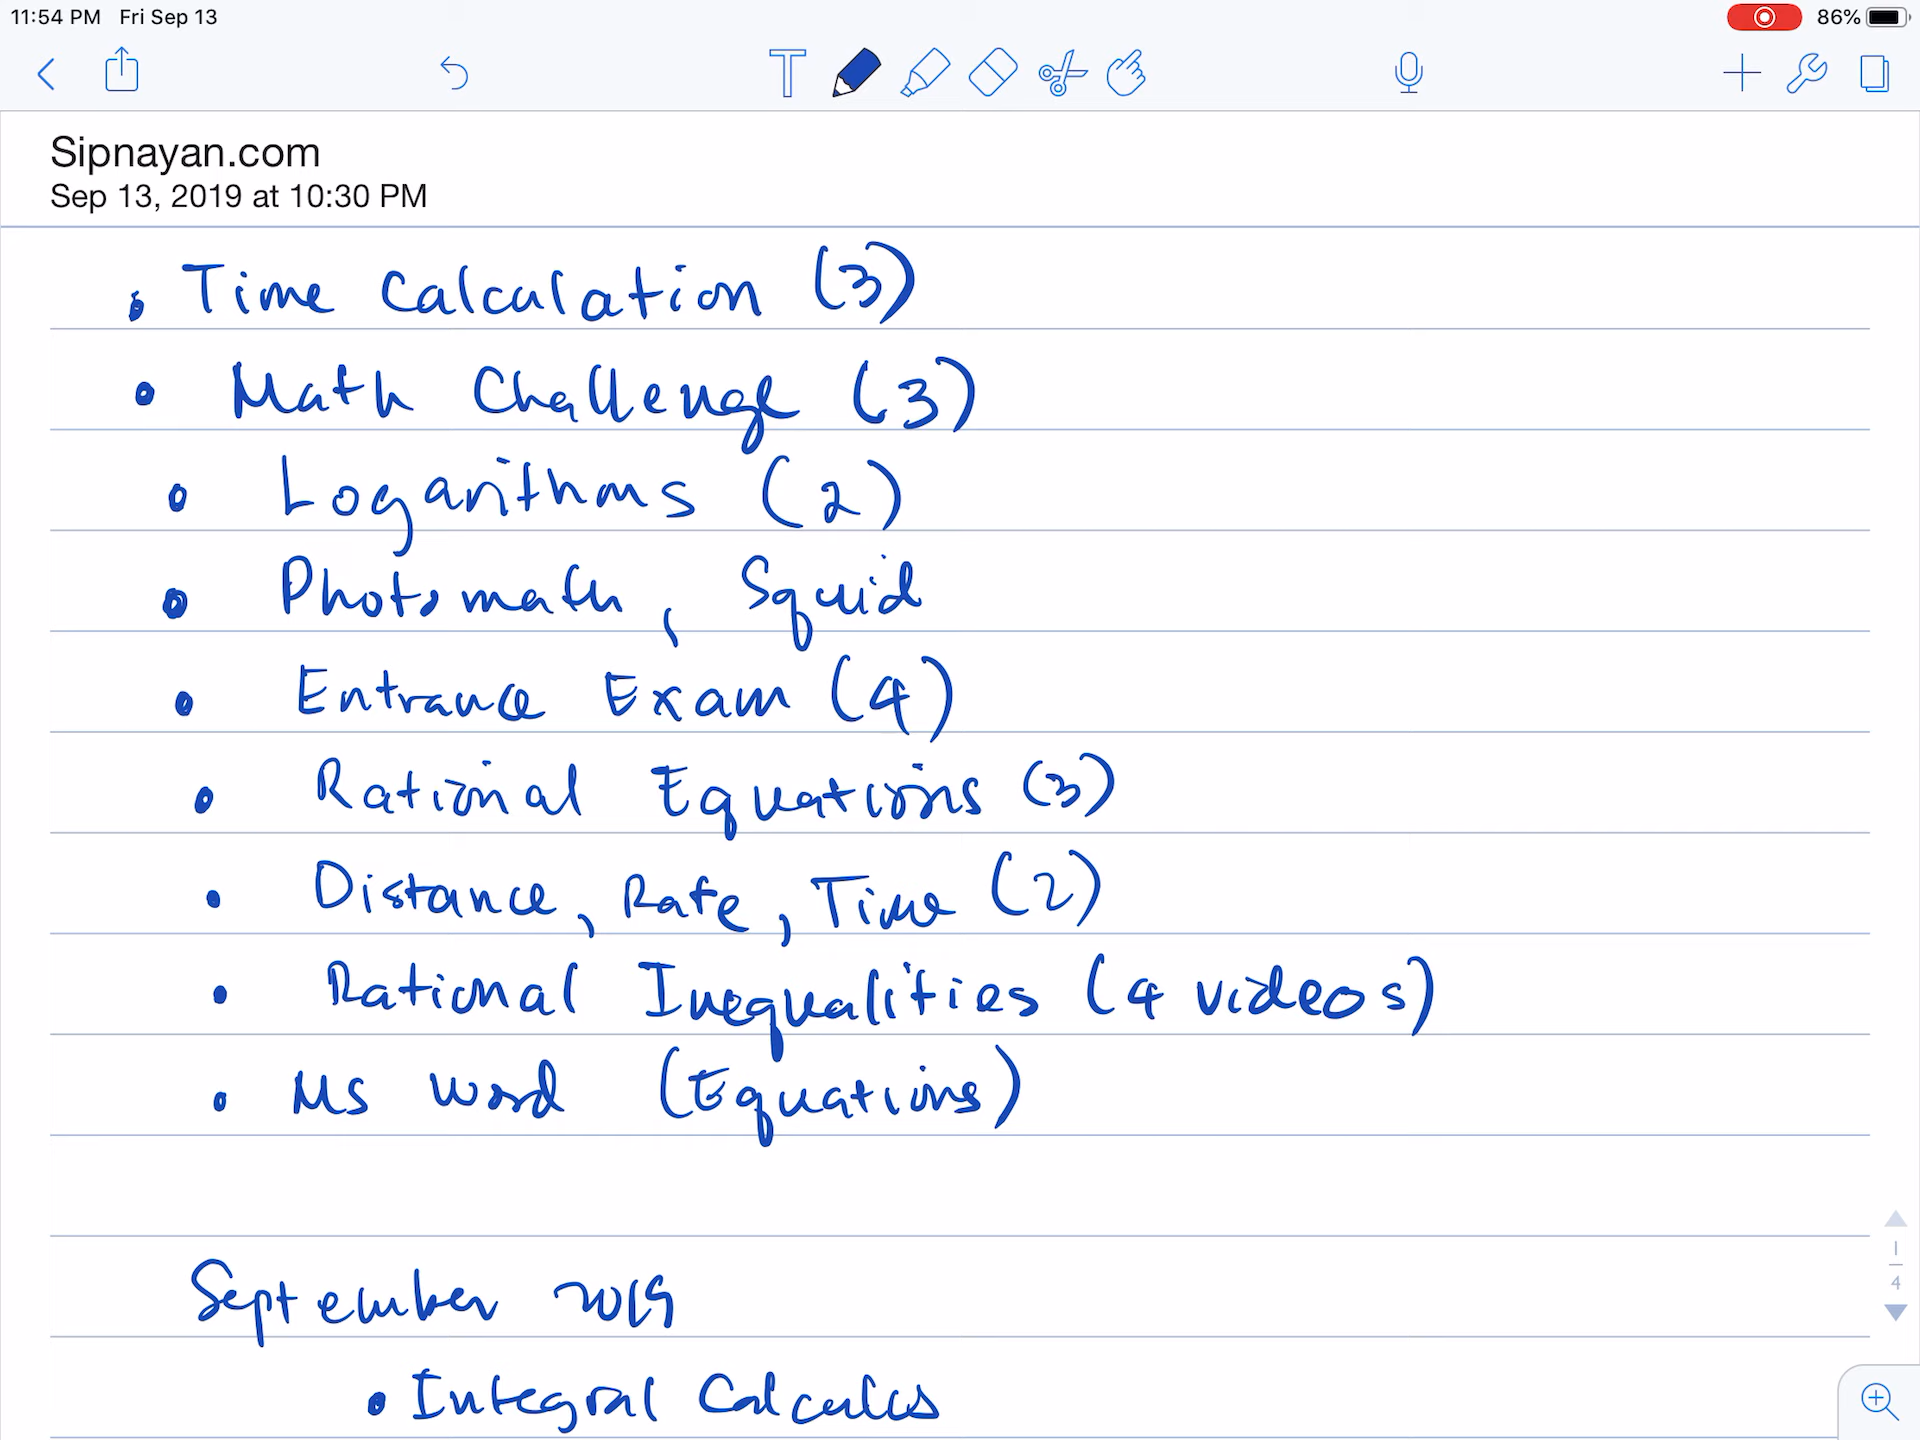 11:54 PM Fri Sep 13 86%
Sipnayan.com
Sep 13, 2019 at 10:30 PM
• Time Calculation (3)
• Math Challenge (3)
• Logarithms (2)
• Photomath, Squid
• Entrance Exam (4)
• Rational Equations (3)
• Distance, Rate, Time (2)
• Rational Inequalities (4 videos)
• MS Word (Equations)
1
4
September 2019
• Integral Calculus